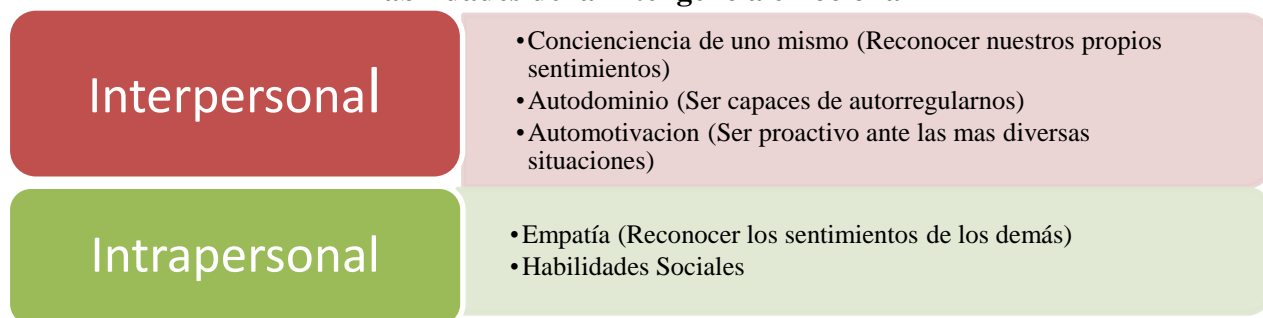 Interpersonal
•Concienciencia de uno mismo (Reconocer nuestros propios
sentimientos)
•Autodominio (Ser capaces de autorregularnos)
•Automotivacion (Ser proactivo ante las mas diversas
situaciones)
Intrapersonal
•Empatía (Reconocer los sentimientos de los demás)
•Habilidades Sociales